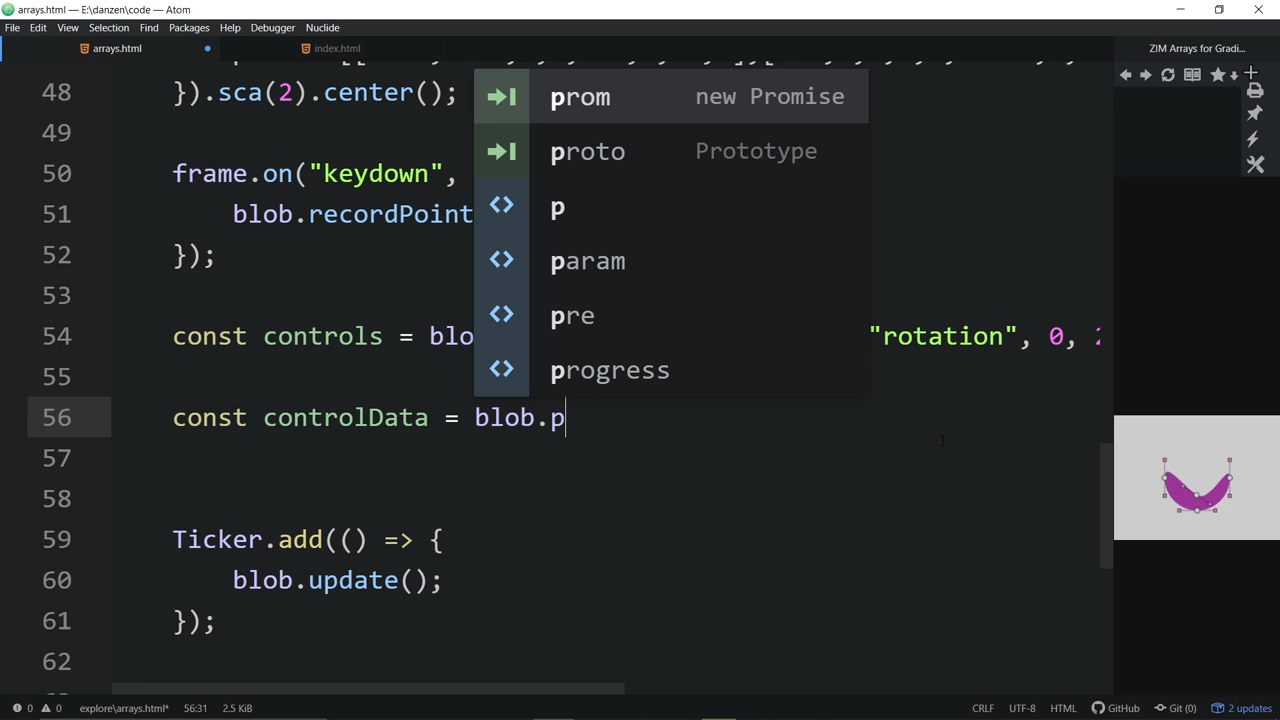 arrays.html — E:\danzen\code — Atom
File Edit View Selection Find Packages Help Debugger Nuclide
arrays.html
index.html
ZIM Arrays for Gradi...
48 }).sca(2).center();
49
50 frame.on("keydown",
51 blob.recordPoint
52 });
53
54 const controls = blo "rotation", 0,
55
56 const controlData = blob.p
57
58
59 Ticker.add(() => {
60 blob.update();
61 });
62
prom new Promise
proto Prototype
p
param
pre
progress
0 0 explore\arrays.html* 56:31 2.5 KiB CRLF UTF-8 HTML GitHub Git (0) 2 updates